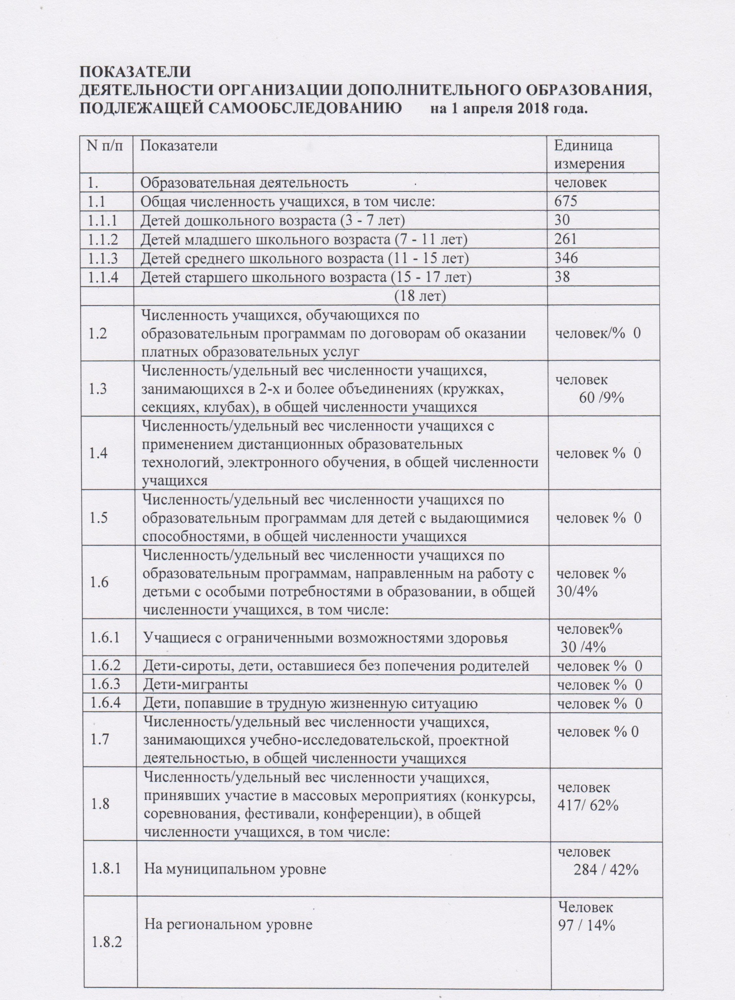 ПОКАЗАТЕЛИ
ДЕЯТЕЛЬНОСТИ ОРГАНИЗАЦИИ ДОПОЛНИТЕЛЬНОГО ОБРАЗОВАНИЯ,
ПОДЛЕЖАЩЕЙ САМООБСЛЕДОВАНИЮ на 1 апреля 2018 года.
N п/п Показатели Единица
измерения
1. Образовательная деятельность человек
1.1 Общая численность учащихся, в том числе: 675
1.1.1 Детей дошкольного возраста (3 - 7 лет) 30
1.1.2 Детей младшего школьного возраста (7 - 11 лет) 261
1.1.3 Детей среднего школьного возраста (11 - 15 лет) 346
1.1.4 Детей старшего школьного возраста (15 - 17 лет) 38
(18 лет)
Численность учащихся, обучающихся по
1.2 образовательным программам по договорам об оказании человек/% 0
платных образовательных услуг
Численность/удельный вес численности учащихся,
человек
1.3 занимающихся в 2-х и более объединениях (кружках,
60 /9%
секциях, клубах), в общей численности учащихся
Численность/удельный вес численности учащихся с
применением дистанционных образовательных
1.4 человек % 0
технологий, электронного обучения, в общей численности
учащихся
Численность/удельный вес численности учащихся по
1.5 образовательным программам для детей с выдающимися человек % 0
способностями, в общей численности учащихся
Численность/удельный вес численности учащихся по
образовательным программам, направленным на работу с человек %
1.6
детьми с особыми потребностями в образовании, в общей 30/4%
численности учащихся, в том числе:
человек%
1.6.1 Учащиеся с ограниченными возможностями здоровья
30 /4%
1.6.2 Дети-сироты, дети, оставшиеся без попечения родителей человек % 0
1.6.3 Дети-мигранты человек % 0
1.6.4 Дети, попавшие в трудную жизненную ситуацию человек % 0
Численность/удельный вес численности учащихся,
человек % 0
1.7 занимающихся учебно-исследовательской, проектной
деятельностью, в общей численности учащихся
Численность/удельный вес численности учащихся,
человек
принявших участие в массовых мероприятиях (конкурсы,
1.8 417/ 62%
соревнования, фестивали, конференции), в общей
численности учащихся, в том числе:
человек
1.8.1 На муниципальном уровне 284 / 42%
Человек
На региональном уровне 97 / 14%
1.8.2